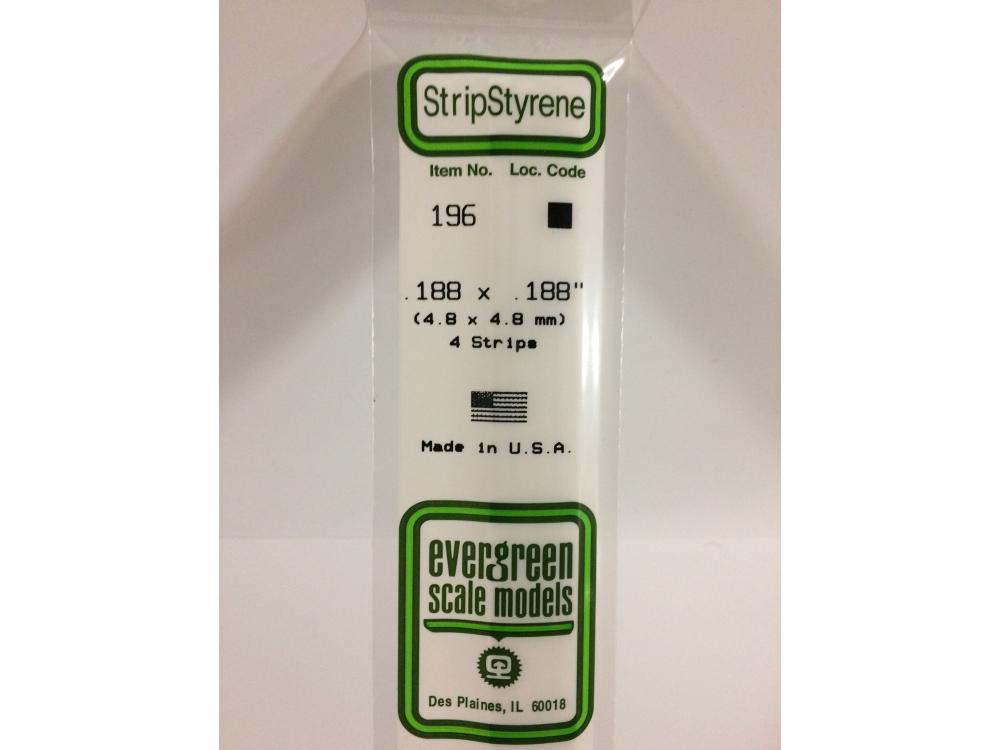 StripStyrene
Item No. Loc. Code
196
.188 x .188"
(4.8 x 4.8 mm)
4 Strips
Made in U.S.A.
evergreen
scale models
Des Plaines, IL 60018